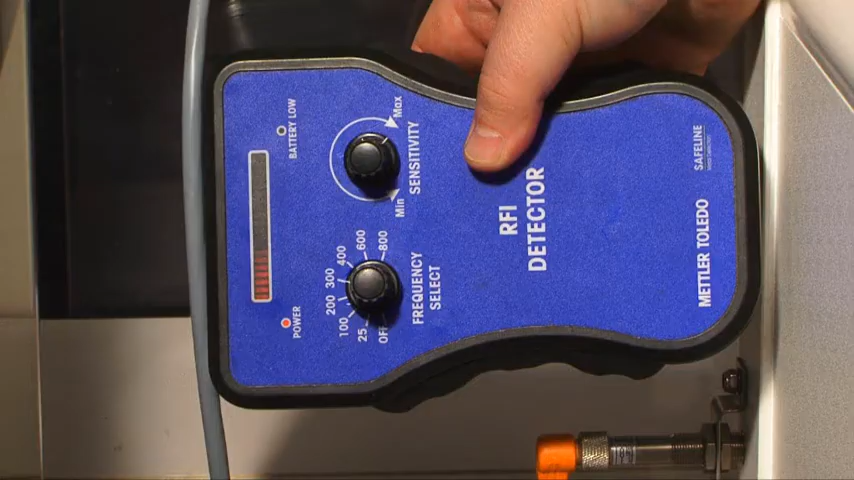 BATTERY LOW
POWER
Max
SENSITIVITY
Min
OFF
25
100
200
300
400
600
800
FREQUENCY
SELECT
RFI
DETECTOR
SAFELINE
METTLER TOLEDO